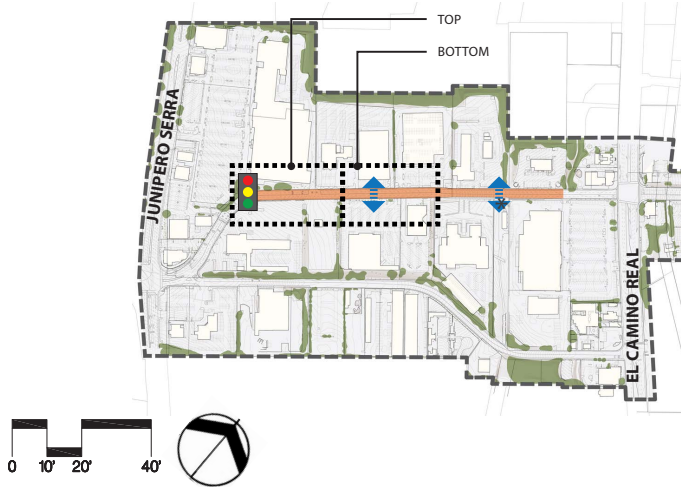 TOP
BOTTOM
JUNIPERO SERRA
EL CAMINO REAL
0 10' 20' 40'